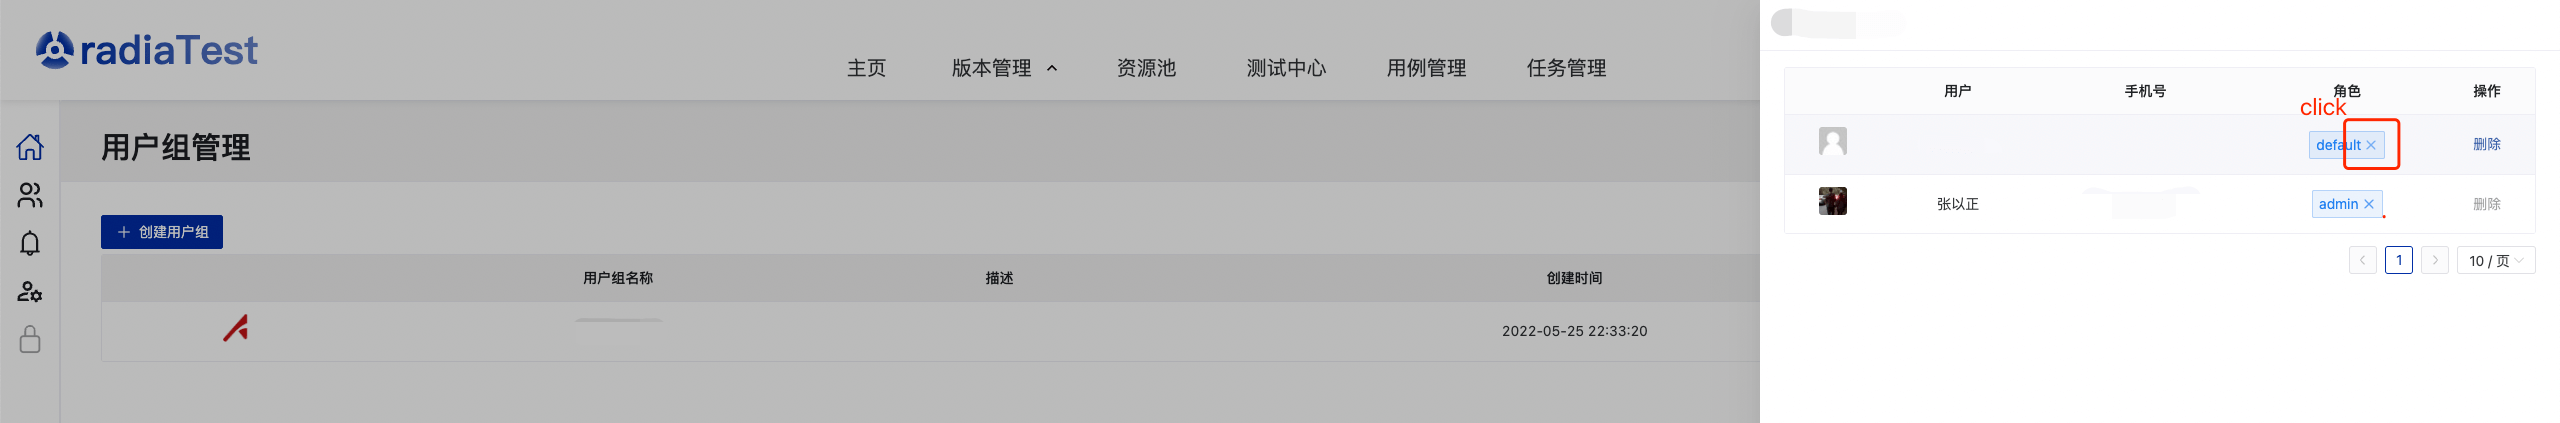 radiaTest
主页 版本管理 资源池 测试中心 用例管理 任务管理
用户组管理
创建用户组
用户组名称 描述 创建时间
2022-05-25 22:33:20
用户 手机号 角色 操作
click
default 删除
张以正 admin 删除
1 10 / 页